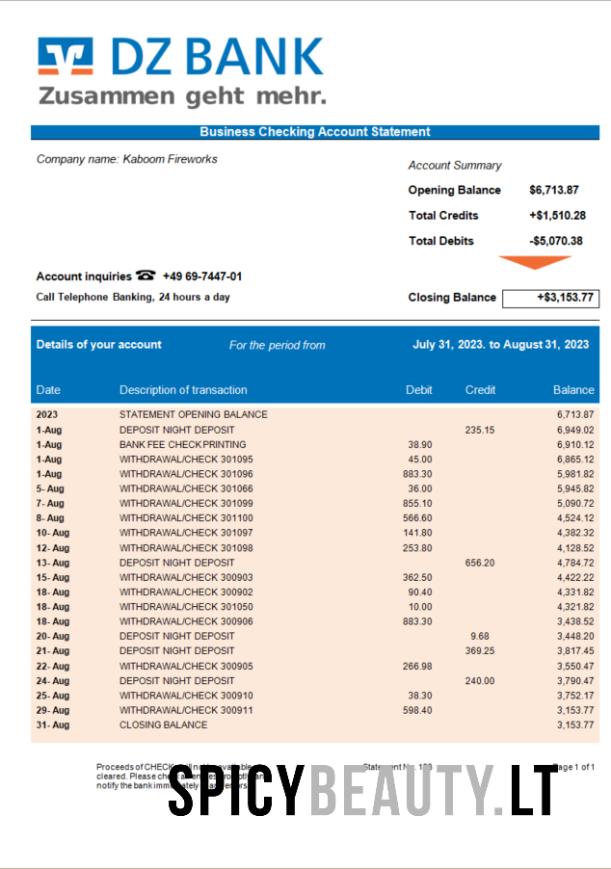 DZ BANK
Zusammen geht mehr.
Business Checking Account Statement
Company name: Kaboom Fireworks
Account Summary
Opening Balance $6,713.87
Total Credits +$1,510.28
Total Debits -$5,070.38
Account inquiries ☎ +49 69-7447-01
Call Telephone Banking, 24 hours a day
Closing Balance +$3,153.77
Details of your account For the period from July 31, 2023. to August 31, 2023
Date Description of transaction Debit Credit Balance
2023 STATEMENT OPENING BALANCE 6,713.87
1-Aug DEPOSIT NIGHT DEPOSIT 235.15 6,949.02
1-Aug BANK FEE CHECK PRINTING 38.90 6,910.12
1-Aug WITHDRAWAL/CHECK 301095 45.00 6,865.12
1-Aug WITHDRAWAL/CHECK 301096 883.30 5,981.82
5- Aug WITHDRAWAL/CHECK 301066 36.00 5,945.82
7- Aug WITHDRAWAL/CHECK 301099 855.10 5,090.72
8- Aug WITHDRAWAL/CHECK 301100 566.60 4,524.12
10- Aug WITHDRAWAL/CHECK 301097 141.80 4,382.32
12- Aug WITHDRAWAL/CHECK 301098 253.80 4,128.52
13- Aug DEPOSIT NIGHT DEPOSIT 656.20 4,784.72
15- Aug WITHDRAWAL/CHECK 300903 362.50 4,422.22
18- Aug WITHDRAWAL/CHECK 300902 90.40 4,331.82
18- Aug WITHDRAWAL/CHECK 301050 10.00 4,321.82
18- Aug WITHDRAWAL/CHECK 300906 883.30 3,438.52
20- Aug DEPOSIT NIGHT DEPOSIT 9.68 3,448.20
21- Aug DEPOSIT NIGHT DEPOSIT 369.25 3,817.45
22- Aug WITHDRAWAL/CHECK 300905 266.98 3,550.47
24- Aug DEPOSIT NIGHT DEPOSIT 240.00 3,790.47
25- Aug WITHDRAWAL/CHECK 300910 38.30 3,752.17
29- Aug WITHDRAWAL/CHECK 300911 598.40 3,153.77
31- Aug CLOSING BALANCE 3,153.77
Proceeds of Statement Page 1 of 1
cleared. Please
notify the bank
SPICYBEAUTY.LT